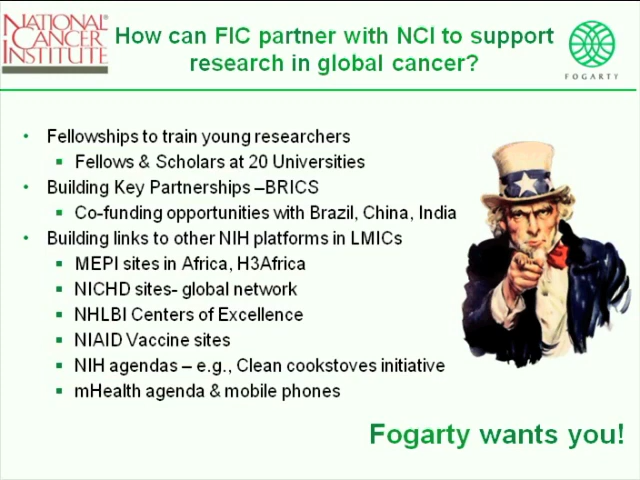 NATIONAL
CANCER
INSTITUTE
How can FIC partner with NCI to support
research in global cancer?
FOGARTY
• Fellowships to train young researchers
▪ Fellows & Scholars at 20 Universities
• Building Key Partnerships –BRICS
▪ Co-funding opportunities with Brazil, China, India
• Building links to other NIH platforms in LMICs
▪ MEPI sites in Africa, H3Africa
▪ NICHD sites- global network
▪ NHLBI Centers of Excellence
▪ NIAID Vaccine sites
▪ NIH agendas – e.g., Clean cookstoves initiative
▪ mHealth agenda & mobile phones
Fogarty wants you!